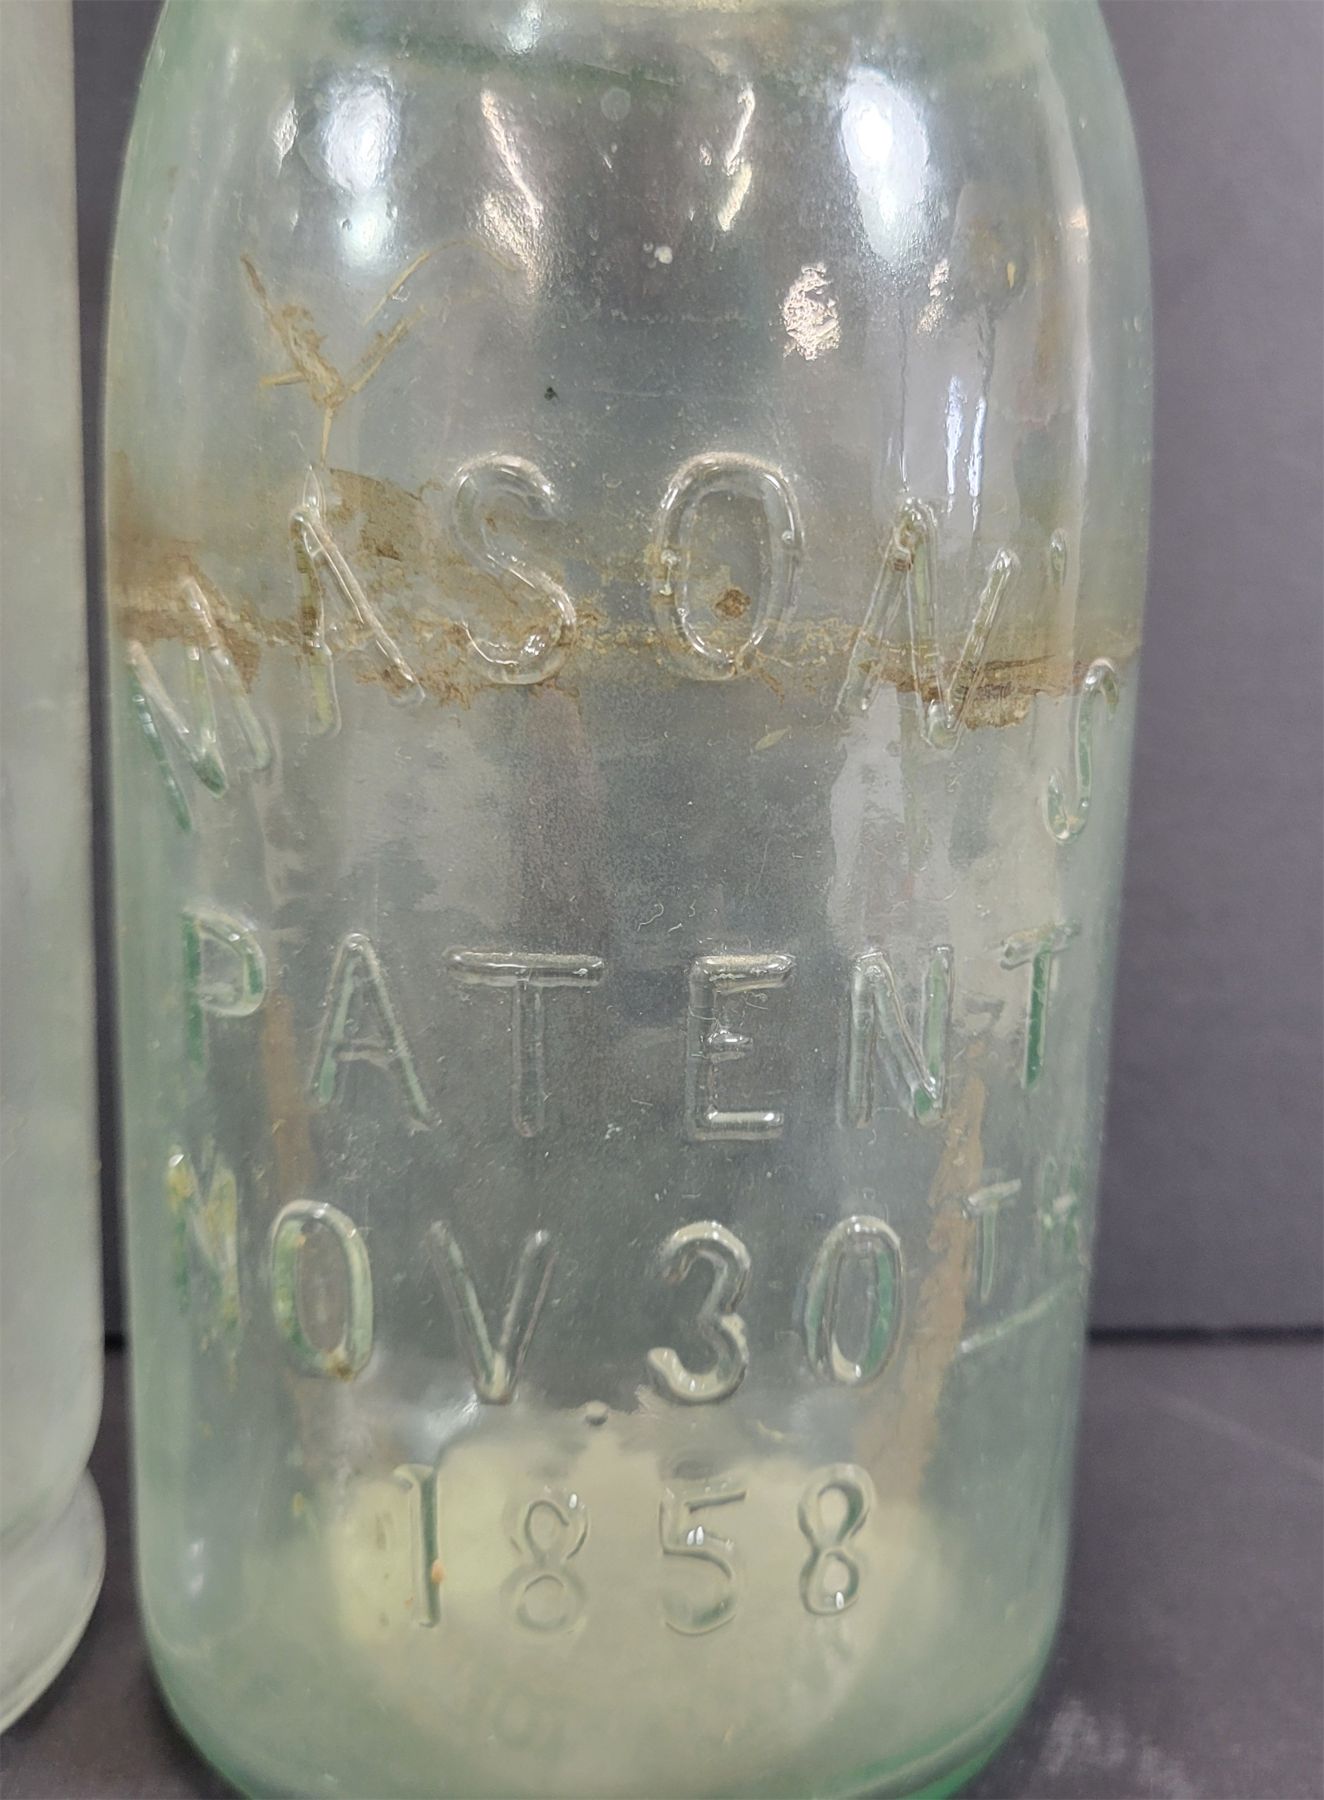 MASON'S
PATENT
NOV. 30TH
1858